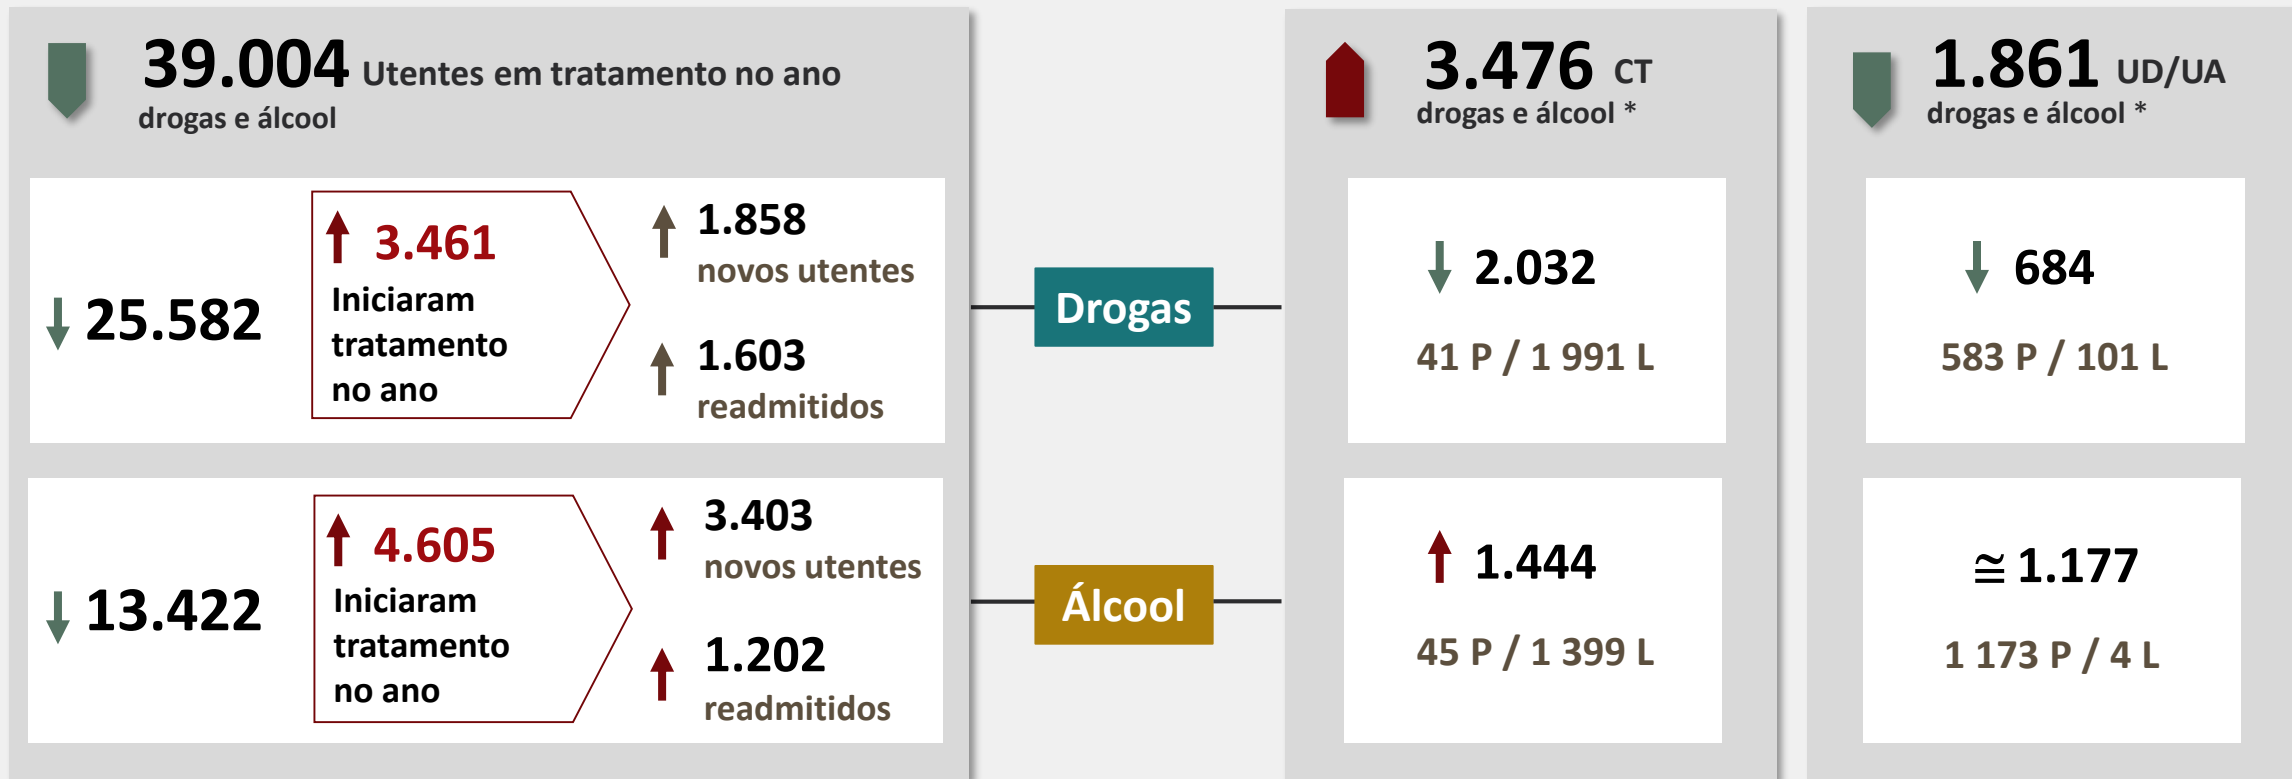 39.004 Utentes em tratamento no ano
drogas e álcool
25.582
3.461
Iniciaram
tratamento
no ano
1.858
novos utentes
1.603
readmitidos
13.422
4.605
Iniciaram
tratamento
no ano
3.403
novos utentes
1.202
readmitidos
Drogas
Álcool
3.476 CT
drogas e álcool *
2.032
41 P / 1 991 L
1.444
45 P / 1 399 L
1.861 UD/UA
drogas e álcool *
684
583 P / 101 L
≅ 1.177
1 173 P / 4 L